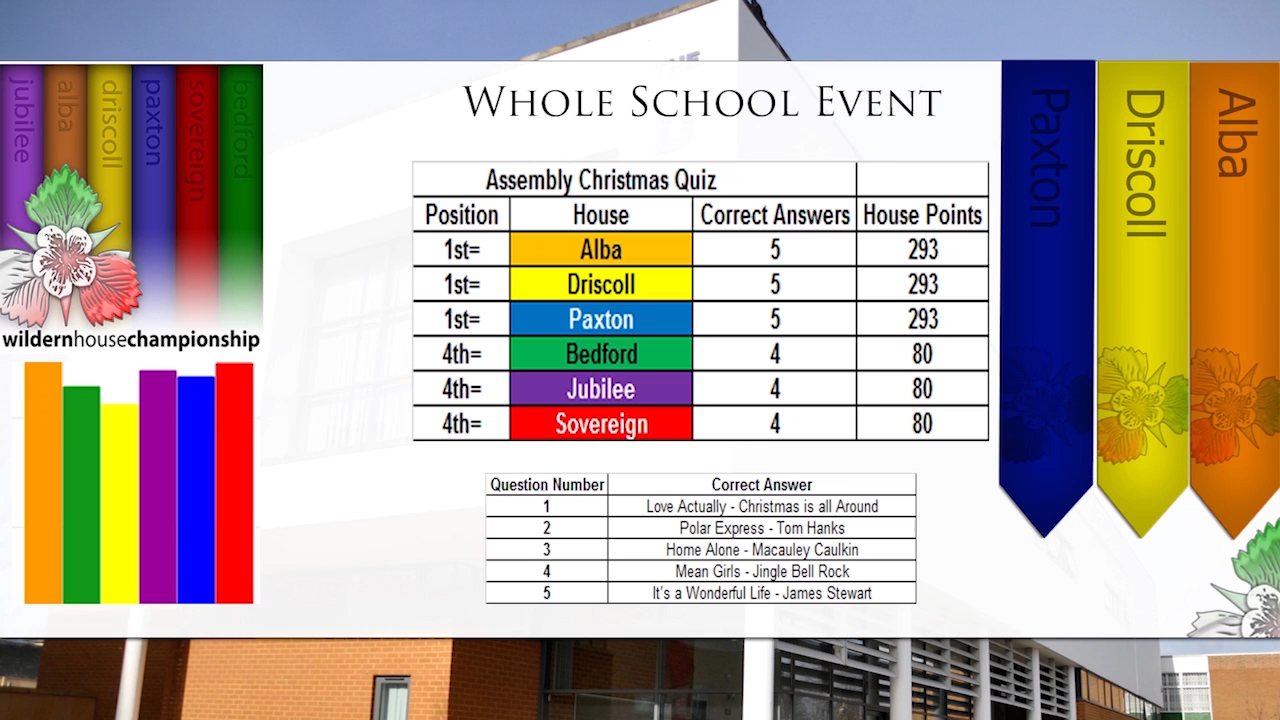 Whole School Event
jubilee
alba
driscoll
paxton
sovereign
bedford
wildernhousechampionship
Assembly Christmas Quiz
Position House Correct Answers House Points
1st= Alba 5 293
1st= Driscoll 5 293
1st= Paxton 5 293
4th= Bedford 4 80
4th= Jubilee 4 80
4th= Sovereign 4 80
Question Number Correct Answer
1 Love Actually - Christmas is all Around
2 Polar Express - Tom Hanks
3 Home Alone - Macauley Caulkin
4 Mean Girls - Jingle Bell Rock
5 It's a Wonderful Life - James Stewart
Paxton
Driscoll
Alba